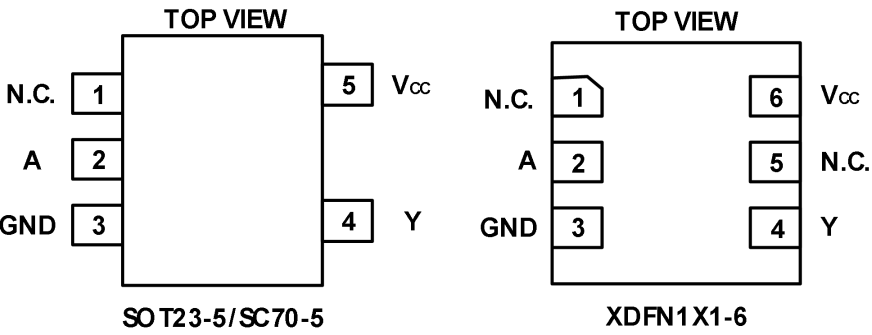 TOP VIEW
N.C. 1
5 Vcc
A 2
GND 3
4 Y
SOT23-5/SC70-5
TOP VIEW
N.C. 1
6 Vcc
A 2
5 N.C.
GND 3
4 Y
XDFN1X1-6